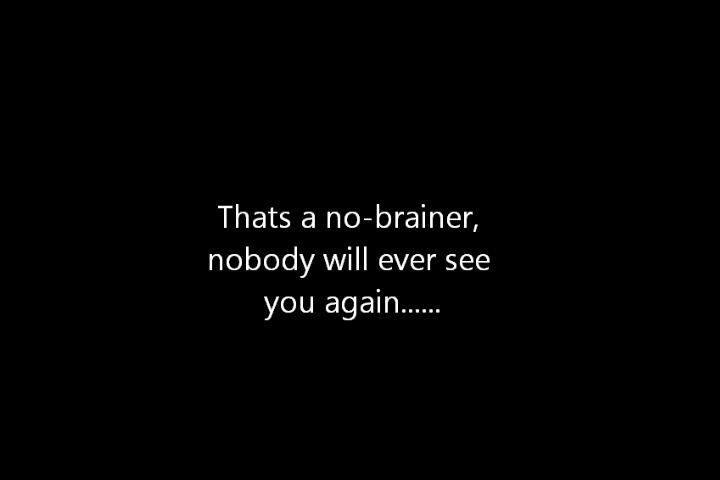 Thats a no-brainer,
nobody will ever see
you again......